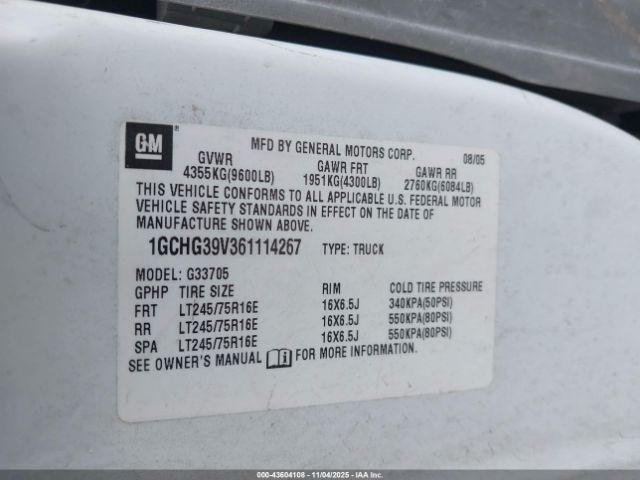 GM
MFD BY GENERAL MOTORS CORP. 08/05
GVWR GAWR FRT GAWR RR
4355KG(9600LB) 1951KG(4300LB) 2760KG(6084LB)
THIS VEHICLE CONFORMS TO ALL APPLICABLE U.S. FEDERAL MOTOR
VEHICLE SAFETY STANDARDS IN EFFECT ON THE DATE OF
MANUFACTURE SHOWN ABOVE.
1GCHG39V361114267 TYPE: TRUCK
MODEL: G33705
GPHP TIRE SIZE RIM COLD TIRE PRESSURE
FRT LT245/75R16E 16X6.5J 340KPA(50PSI)
RR LT245/75R16E 16X6.5J 550KPA(80PSI)
SPA LT245/75R16E 16X6.5J 550KPA(80PSI)
SEE OWNER'S MANUAL i FOR MORE INFORMATION.
000-43604108 - 11/04/2025 - IAAI.COM